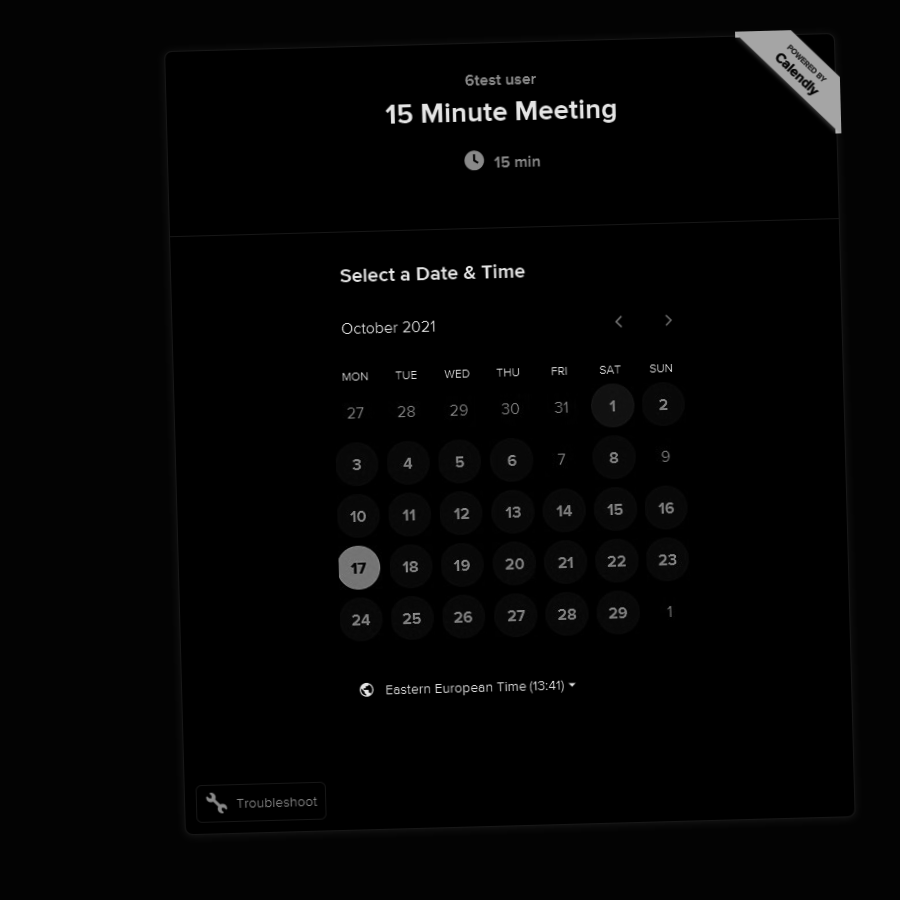 POWERED BY
Calendly
6test user
15 Minute Meeting
15 min
Select a Date & Time
October 2021
MON TUE WED THU FRI SAT SUN
27 28 29 30 31 1 2
3 4 5 6 7 8 9
10 11 12 13 14 15 16
17 18 19 20 21 22 23
24 25 26 27 28 29 1
Eastern European Time (13:41)
Troubleshoot